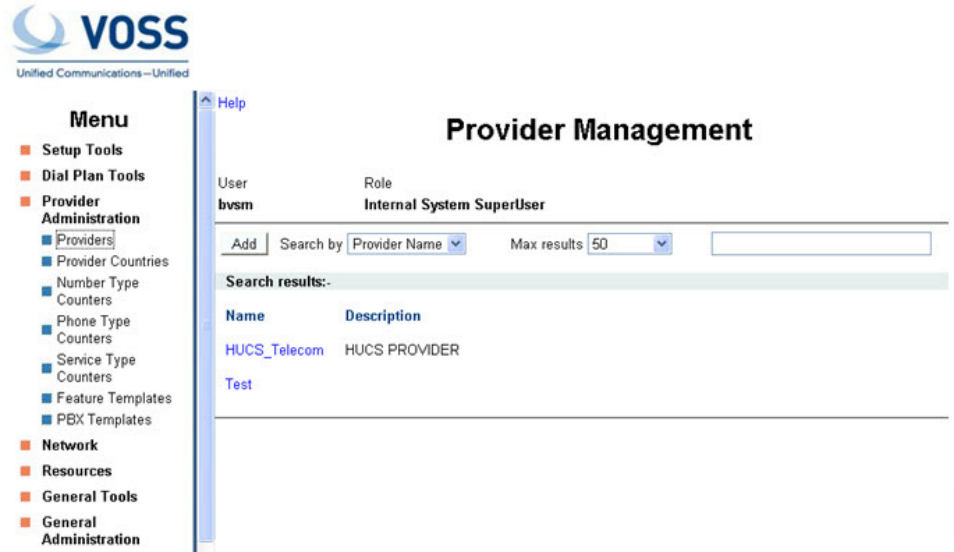 VOSS
Unified Communications—Unified
Menu
Setup Tools
Dial Plan Tools
Provider
Administration
Providers
Provider Countries
Number Type
Counters
Phone Type
Counters
Service Type
Counters
Feature Templates
PBX Templates
Network
Resources
General Tools
General
Administration
Help
Provider Management
User Role
bvsm Internal System SuperUser
Add Search by Provider Name Max results 50
Search results:-
Name Description
HUCS_Telecom HUCS PROVIDER
Test